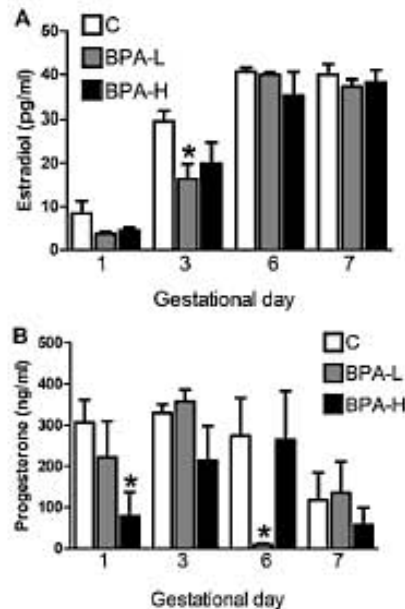 A
C
BPA-L
BPA-H
Estradiol (pg/ml)
50
40
30
20
10
0
*
1 3 6 7
Gestational day
B
C
BPA-L
BPA-H
Progesterone (ng/ml)
500
400
300
200
100
0
*
*
1 3 6 7
Gestational day